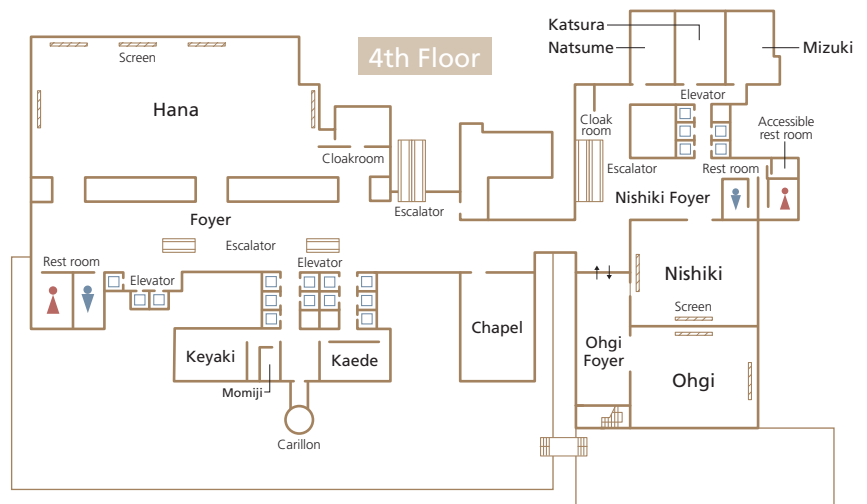 4th Floor
Screen
Hana
Cloakroom
Escalator
Foyer
Escalator
Rest room
Elevator
Elevator
Keyaki
Momiji
Kaede
Carillon
Chapel
Katsura
Natsume
Mizuki
Elevator
Cloak
room
Accessible
rest room
Escalator
Rest room
Nishiki Foyer
Nishiki
Screen
Ohgi
Foyer
Ohgi